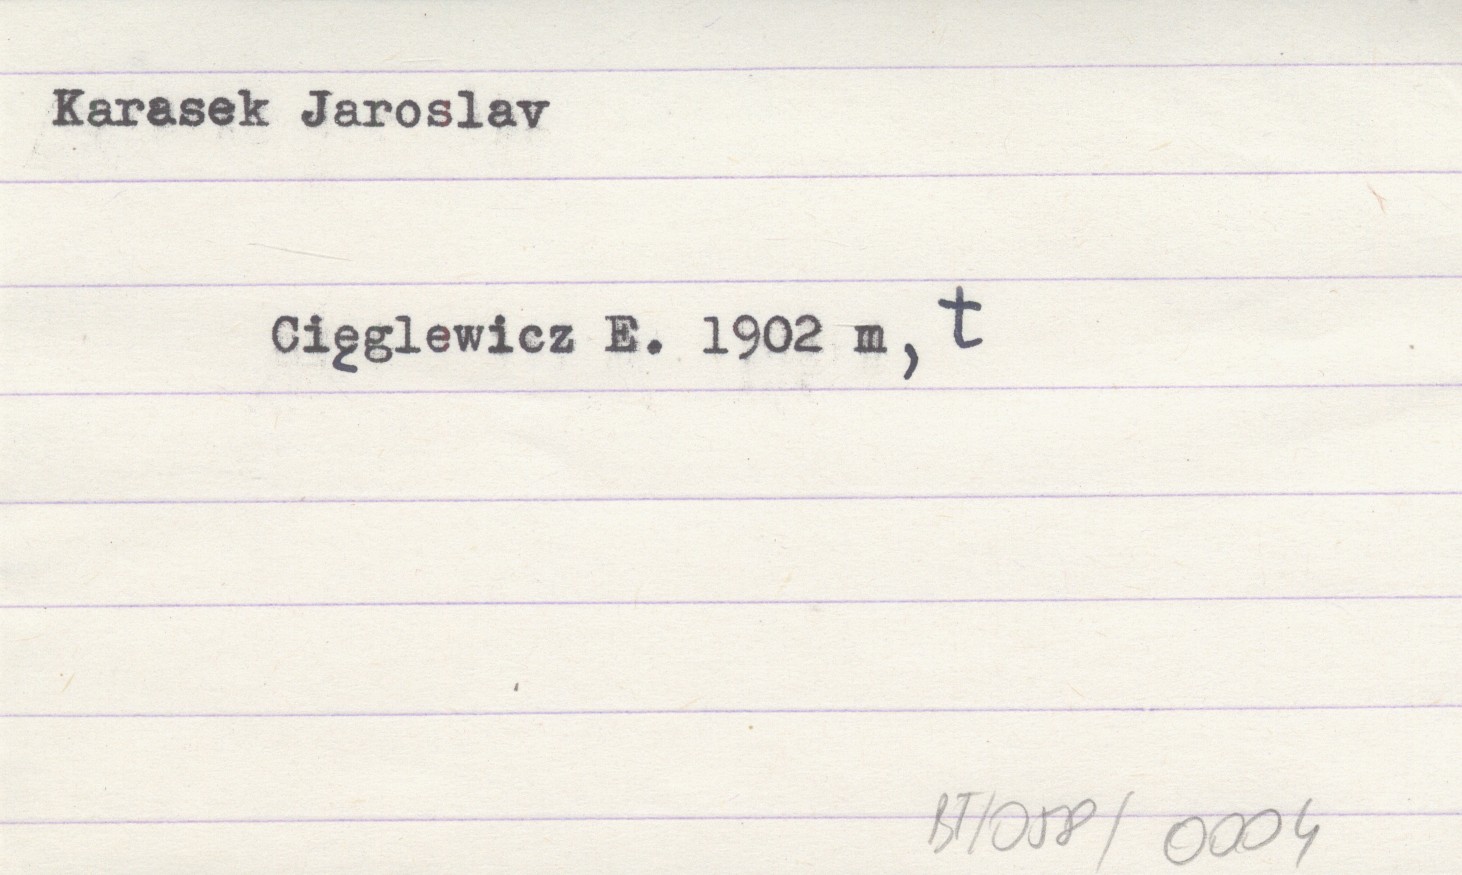 Karasek Jaroslav
Cięglewicz E. 1902 m, t
BT/058/0004